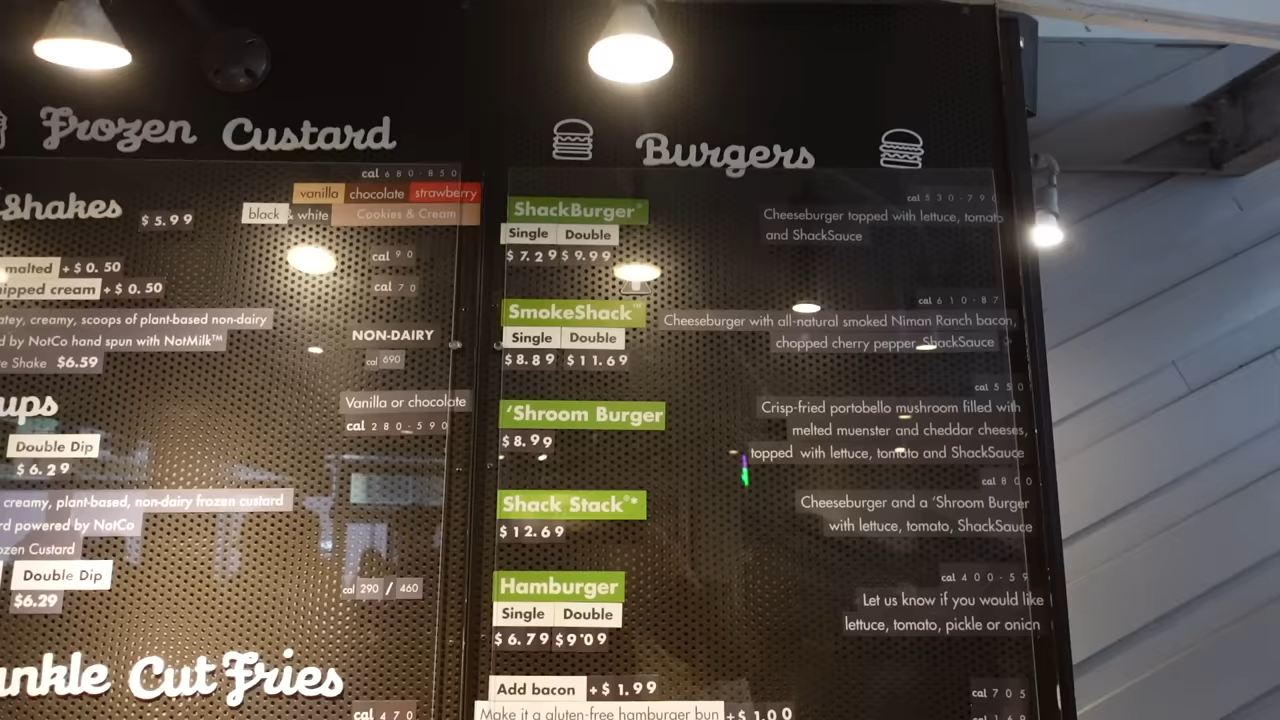 Frozen Custard
cal 680-850
vanilla chocolate strawberry
Shakes $5.99
black & white Cookies & Cream
malted +$0.50
cal 90
+$0.50
cream
cal 70
creamy, scoops of plant-based non-dairy
by NotCo hand spun with NotMilk™
NON-DAIRY
Shake $6.59
cal 690
Vanilla or chocolate
cal 280-590
Double Dip
$6.29
creamy, plant-based, non-dairy frozen custard
powered by NotCo
Custard
Double Dip
$6.29
cal 290 / 460
Cut Fries
cal 470
Burgers
ShackBurger®
cal 530-790
Single Double
$7.29 $9.99
Cheeseburger topped with lettuce, tomato
and ShackSauce
SmokeShack™
cal 610-87
Single Double
$8.89 $11.69
Cheeseburger with all-natural smoked Niman Ranch bacon,
chopped cherry pepper, ShackSauce
'Shroom Burger
cal 550
$8.99
Crisp-fried portobello mushroom filled with
melted muenster and cheddar cheeses,
topped with lettuce, tomato and ShackSauce
Shack Stack®*
cal 800
$12.69
Cheeseburger and a 'Shroom Burger
with lettuce, tomato, ShackSauce
Hamburger
cal 400-59
Single Double
$6.79 $9.09
Let us know if you would like
lettuce, tomato, pickle or onion
Add bacon +$1.99
cal 705
Make it a gluten-free hamburger bun +$1.00